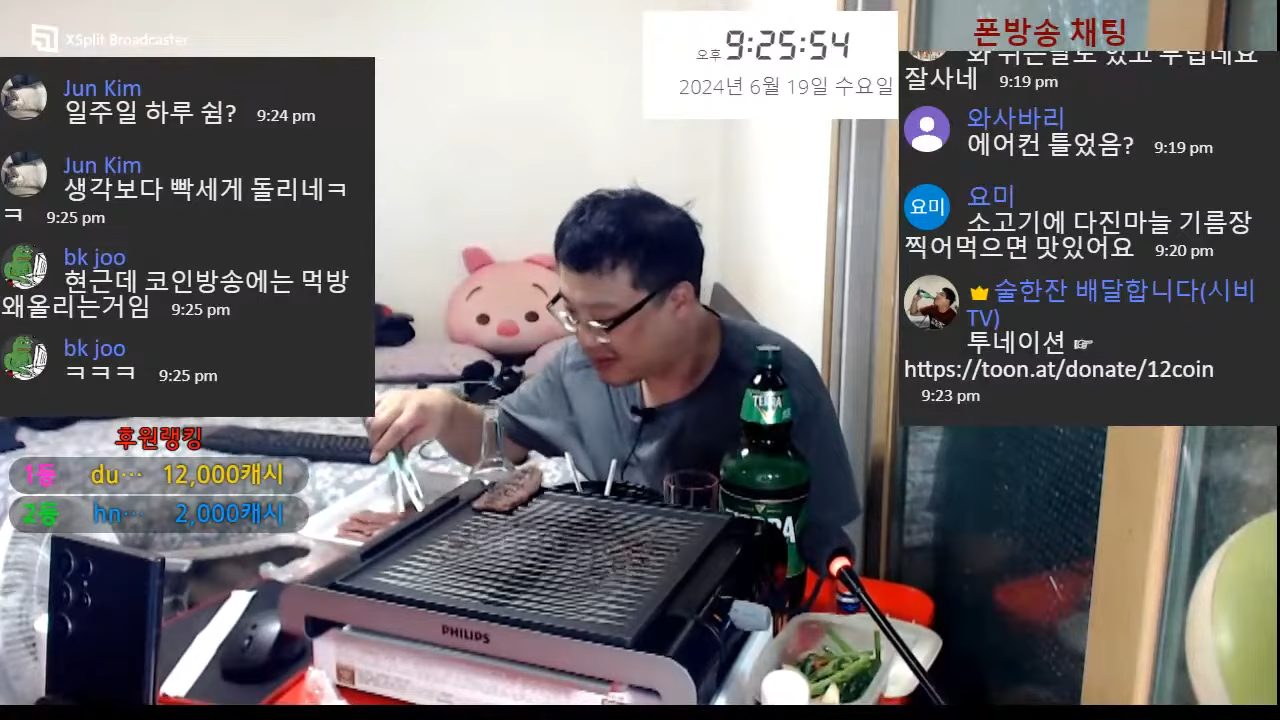 XSplit Broadcaster
Jun Kim
일주일 하루 쉼? 9:24 pm
Jun Kim
생각보다 빡세게 돌리네ㅋ
ㅋ 9:25 pm
bk joo
현근데 코인방송에는 먹방
왜올리는거임 9:25 pm
bk joo
ㅋㅋㅋ 9:25 pm
후원랭킹
1등 du… 12,000캐시
2등 hn… 2,000캐시
오후 9:25:54
2024년 6월 19일 수요일
폰방송 채팅
있고 부럽네요
잘사네 9:19 pm
와사바리
에어컨 틀었음? 9:19 pm
요미
요미
소고기에 다진마늘 기름장
찍어먹으면 맛있어요 9:20 pm
술한잔 배달합니다(시비
TV)
투네이션 ☞
https://toon.at/donate/12coin
9:23 pm
TERRA
PHILIPS